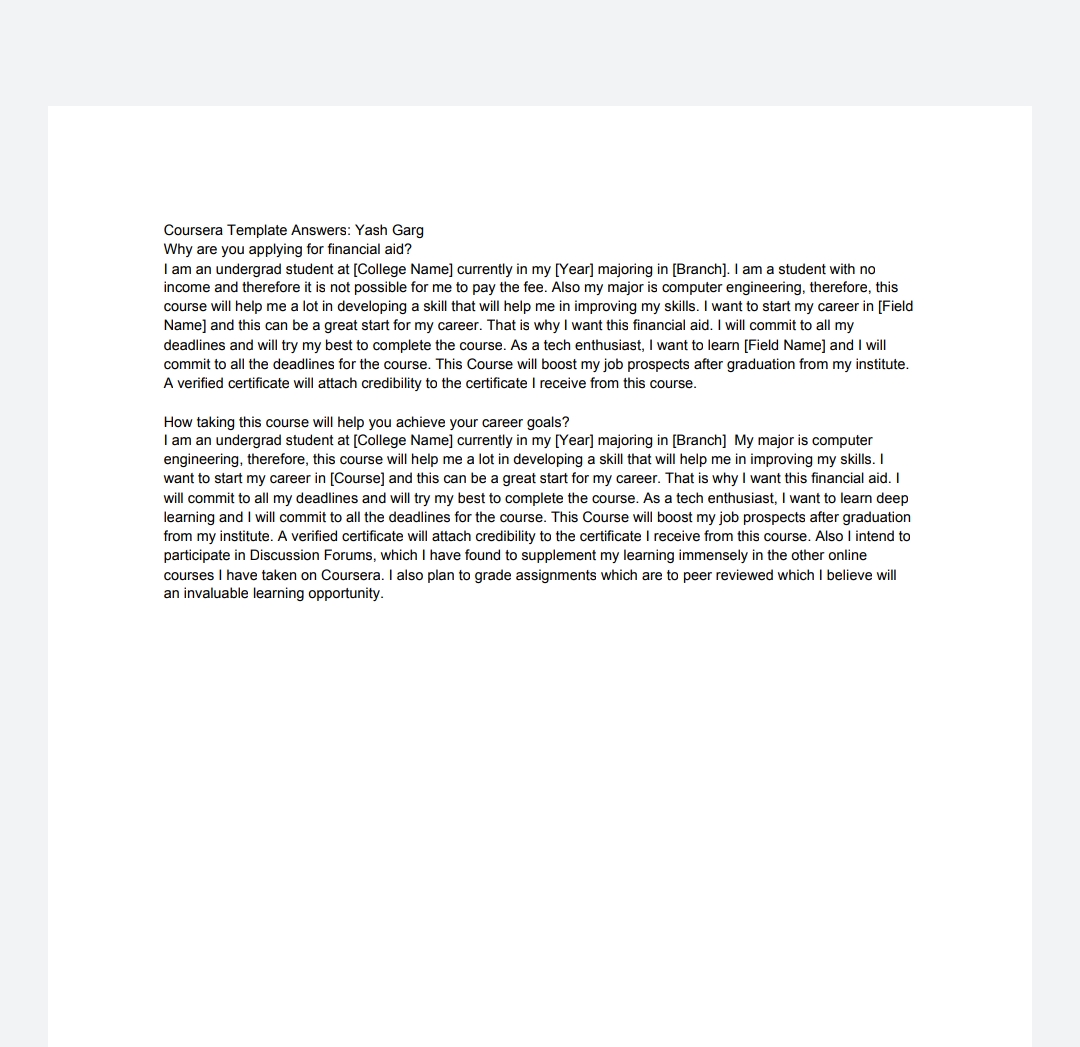 Coursera Template Answers: Yash Garg
Why are you applying for financial aid?
I am an undergrad student at [College Name] currently in my [Year] majoring in [Branch]. I am a student with no
income and therefore it is not possible for me to pay the fee. Also my major is computer engineering, therefore, this
course will help me a lot in developing a skill that will help me in improving my skills. I want to start my career in [Field
Name] and this can be a great start for my career. That is why I want this financial aid. I will commit to all my
deadlines and will try my best to complete the course. As a tech enthusiast, I want to learn [Field Name] and I will
commit to all the deadlines for the course. This Course will boost my job prospects after graduation from my institute.
A verified certificate will attach credibility to the certificate I receive from this course.
How taking this course will help you achieve your career goals?
I am an undergrad student at [College Name] currently in my [Year] majoring in [Branch]  My major is computer
engineering, therefore, this course will help me a lot in developing a skill that will help me in improving my skills. I
want to start my career in [Course] and this can be a great start for my career. That is why I want this financial aid. I
will commit to all my deadlines and will try my best to complete the course. As a tech enthusiast, I want to learn deep
learning and I will commit to all the deadlines for the course. This Course will boost my job prospects after graduation
from my institute. A verified certificate will attach credibility to the certificate I receive from this course. Also I intend to
participate in Discussion Forums, which I have found to supplement my learning immensely in the other online
courses I have taken on Coursera. I also plan to grade assignments which are to peer reviewed which I believe will
an invaluable learning opportunity.